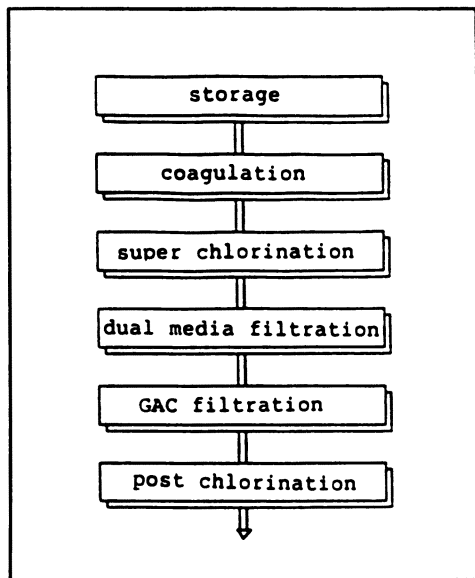 storage
coagulation
super chlorination
dual media filtration
GAC filtration
post chlorination